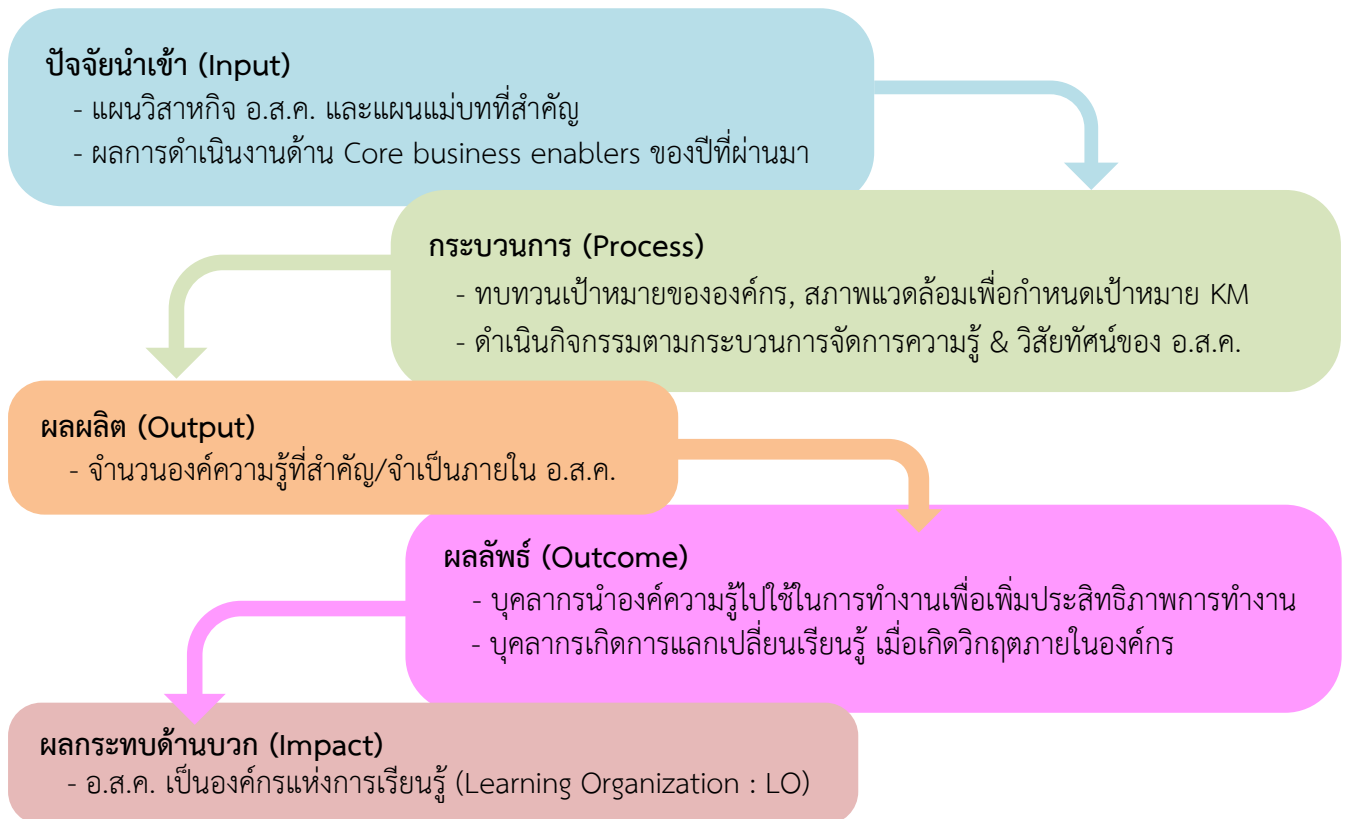 ปัจจัยนำเข้า (Input)
- แผนวิสาหกิจ อ.ส.ค. และแผนแม่บทที่สำคัญ
- ผลการดำเนินงานด้าน Core business enablers ของปีที่ผ่านมา
กระบวนการ (Process)
- ทบทวนเป้าหมายขององค์กร, สภาพแวดล้อมเพื่อกำหนดเป้าหมาย KM
- ดำเนินกิจกรรมตามกระบวนการจัดการความรู้ & วิสัยทัศน์ของ อ.ส.ค.
ผลผลิต (Output)
- จำนวนองค์ความรู้ที่สำคัญ/จำเป็นภายใน อ.ส.ค.
ผลลัพธ์ (Outcome)
- บุคลากรนำองค์ความรู้ไปใช้ในการทำงานเพื่อเพิ่มประสิทธิภาพการทำงาน
- บุคลากรเกิดการแลกเปลี่ยนเรียนรู้ เมื่อเกิดวิกฤตภายในองค์กร
ผลกระทบด้านบวก (Impact)
- อ.ส.ค. เป็นองค์กรแห่งการเรียนรู้ (Learning Organization : LO)